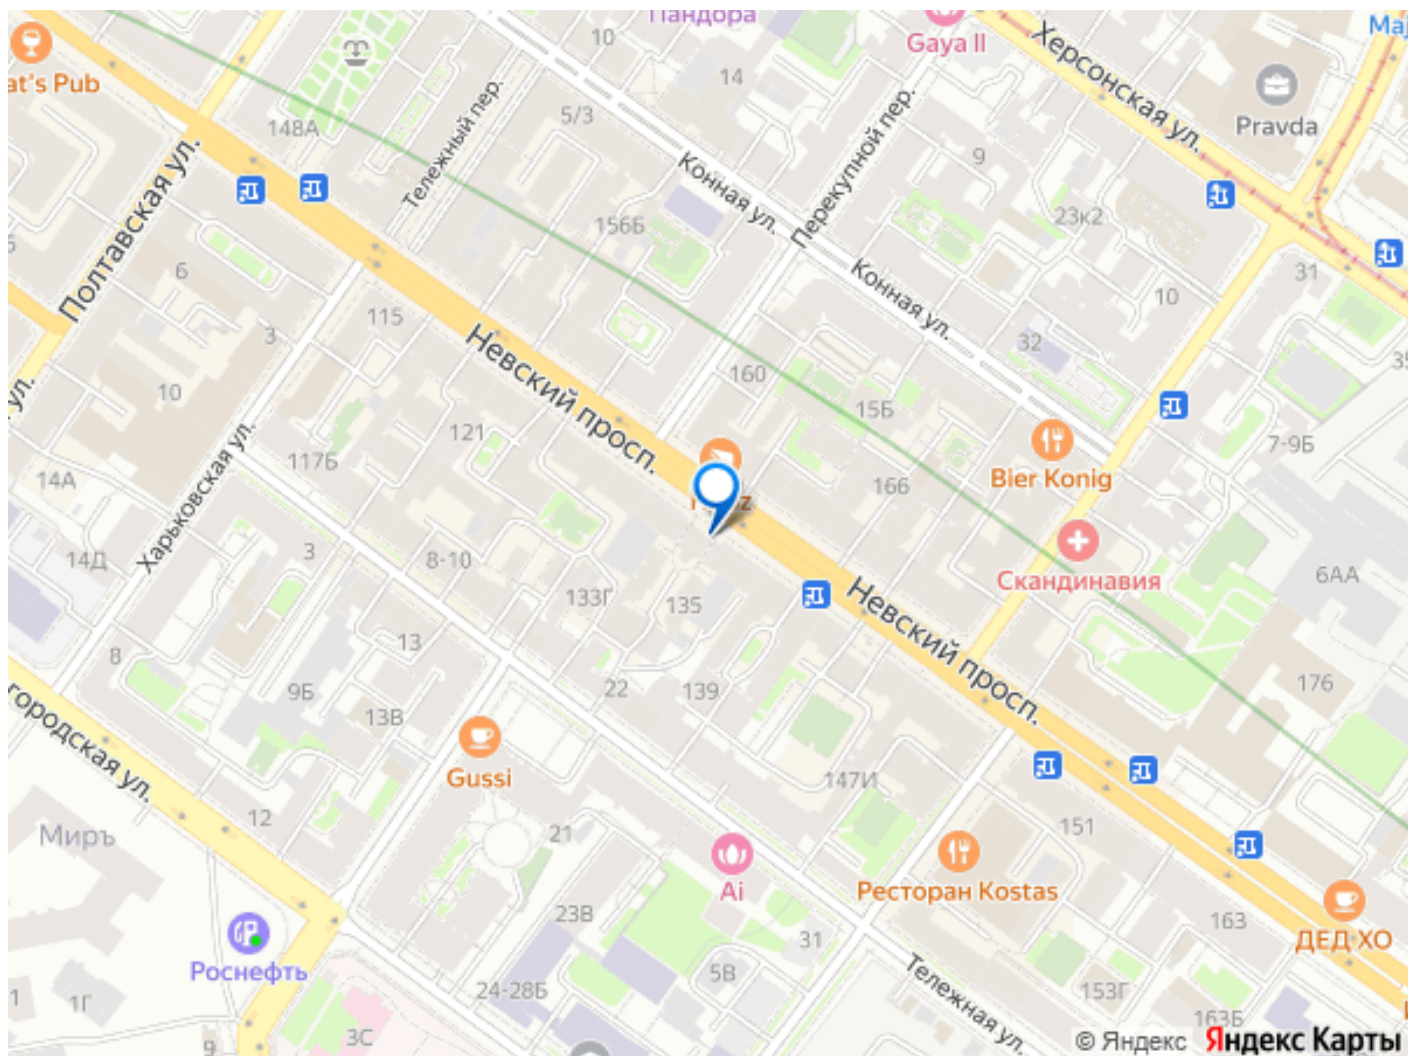 Пандора
Gaya II
Maj
at's Pub
10
14
Херсонская ул.
Pravda
148А
5/3
Тележный пер.
Полтавская ул.
Конная ул.
Перекупной пер.
9
23к2
156Б
6
31
10
Конная ул.
115
3
Невский просп.
32
160
10
15Б
35
ул.
121
117Б
Харьковская ул.
14А
7-9Б
Bier Konig
166
14Д
3
8-10
133Г
135
Скандинавия
6АА
Невский просп.
13
8
9Б
22
139
176
13В
городская ул.
Gussi
147И
12
Миръ
21
151
Ai
Ресторан Kostas
23В
163
31
ДЕД ХО
Роснефть
5В
24-28Б
Тележная ул.
153Г
1
1Г
163Б
3С
9
© Яндекс Яндекс Карты